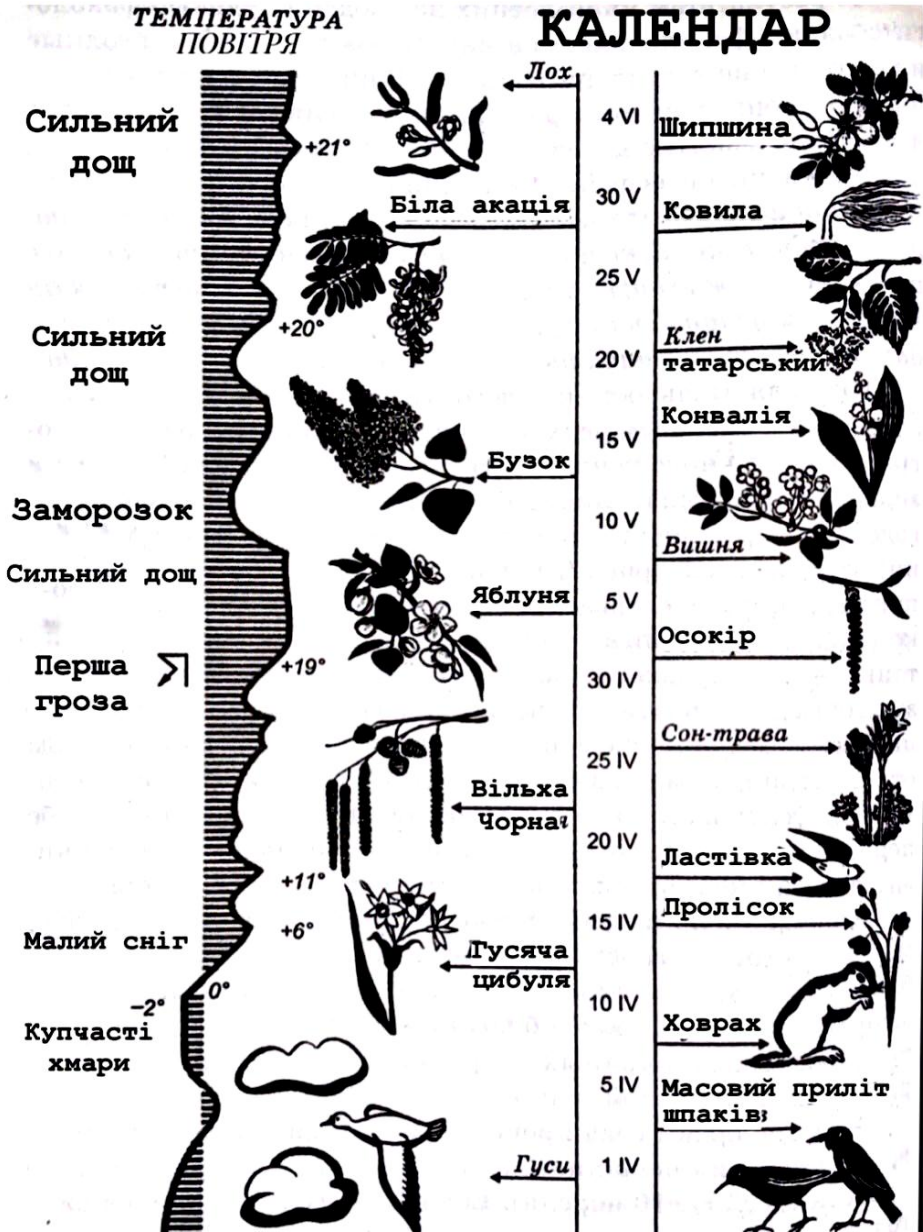 ТЕМПЕРАТУРА
ПОВІТРЯ
КАЛЕНДАР
Лох
4 VI
Шипшина
Сильний
дощ
+21°
30 V
Біла акація
Ковила
25 V
+20°
Сильний
дощ
Клен
татарський
20 V
Конвалія
15 V
Бузок
Заморозок
10 V
Вишня
Сильний дощ
Яблуня
5 V
Осокір
Перша
гроза
+19°
30 IV
Сон-трава
25 IV
Вільха
Чорна
20 IV
Ластівка
+11°
Пролісок
15 IV
+6°
Малий сніг
Гусяча
цибуля
0°
−2°
10 IV
Ховрах
Купчасті
хмари
5 IV
Масовий приліт
шпаків
Гуси
1 IV